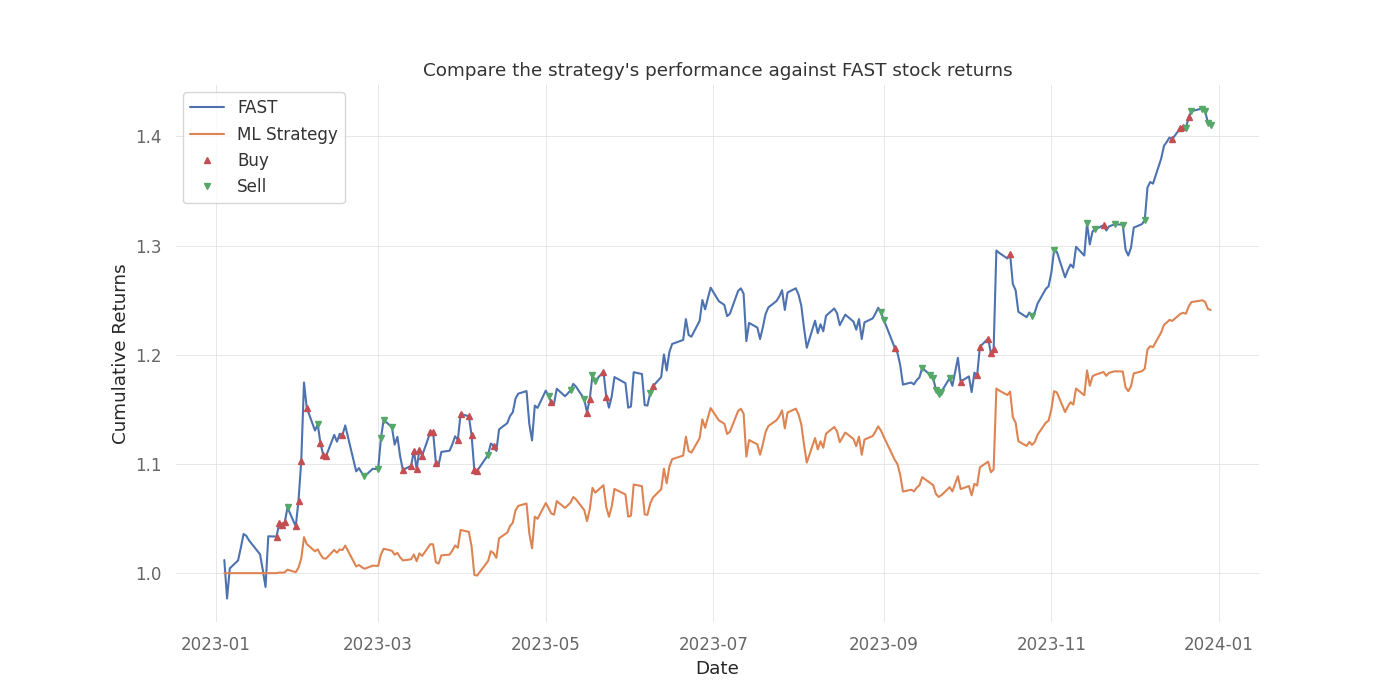 Compare the strategy's performance against FAST stock returns
FAST
ML Strategy
Buy
Sell
1.4
1.3
1.2
1.1
1.0
Cumulative Returns
2023-01 2023-03 2023-05 2023-07 2023-09 2023-11 2024-01
Date